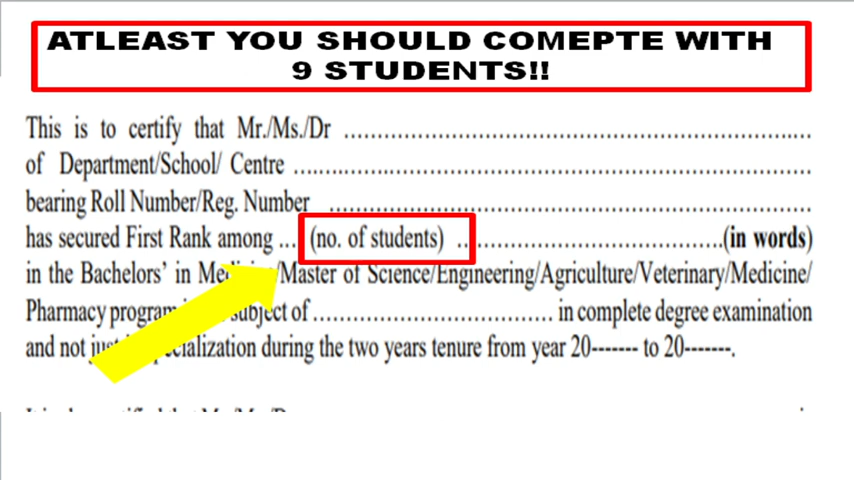 ATLEAST YOU SHOULD COMEPTE WITH
9 STUDENTS!!
This is to certify that Mr./Ms./Dr ……………………………………………………………
of Department/School/ Centre ……………………………………………………………
bearing Roll Number/Reg. Number ……………………………………………………………
has secured First Rank among ... (no. of students) ……………………………(in words)
in the Bachelors' in /Master of Science/Engineering/Agriculture/Veterinary/Medicine/
Pharmacy of…………………………… in complete degree examination
and not during the two years tenure from year 20------- to 20-------.